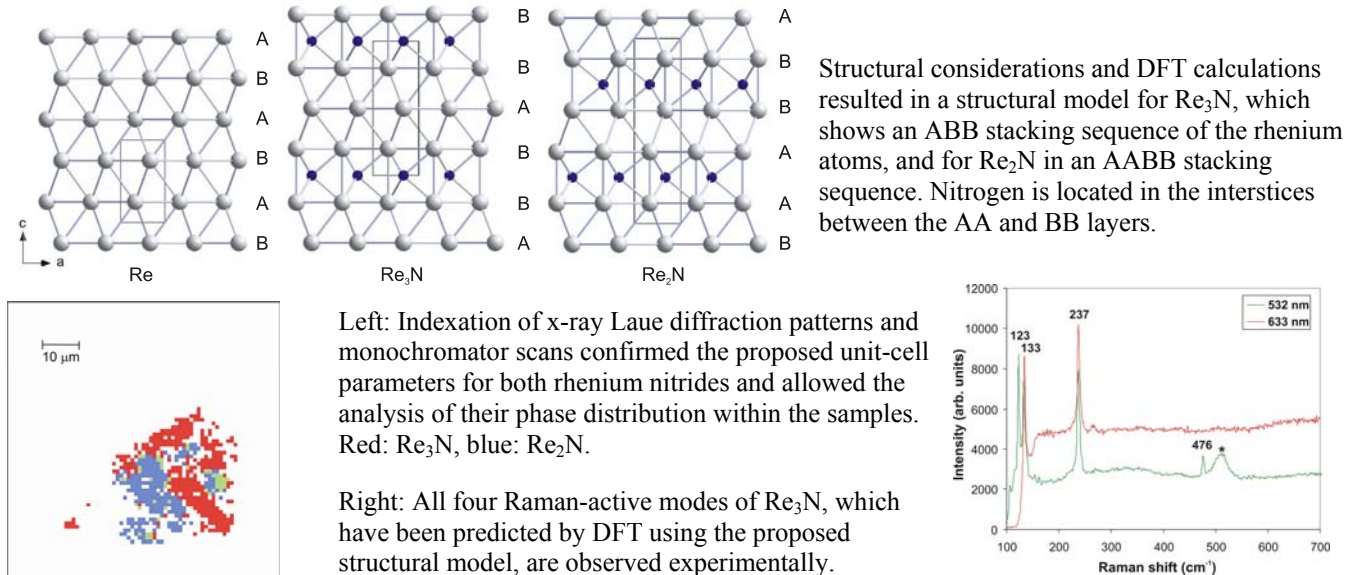 A
B
A
B
A
B
c
a
Re
B
B
A
B
B
A
Re₃N
A
B
B
A
A
B
Re₂N
Structural considerations and DFT calculations
resulted in a structural model for Re₃N, which
shows an ABB stacking sequence of the rhenium
atoms, and for Re₂N in an AABB stacking
sequence. Nitrogen is located in the interstices
between the AA and BB layers.
10 μm
Left: Indexation of x-ray Laue diffraction patterns and
monochromator scans confirmed the proposed unit-cell
parameters for both rhenium nitrides and allowed the
analysis of their phase distribution within the samples.
Red: Re₃N, blue: Re₂N.
Right: All four Raman-active modes of Re₃N, which
have been predicted by DFT using the proposed
structural model, are observed experimentally.
Intensity (arb. units)
12000
10000
8000
6000
4000
2000
0
532 nm
633 nm
123
133
237
476
*
100 200 300 400 500 600 700
Raman shift (cm⁻¹)